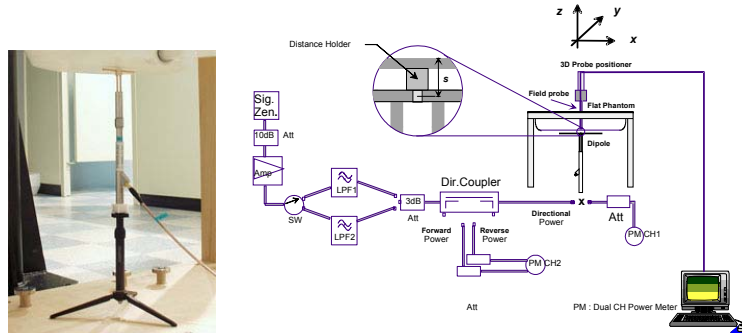 z
y
x
Distance Holder
s
3D Probe positioner
Field probe
Flat Phantom
Dipole
Sig.
Zen.
10dB
Att
Amp
SW
LPF1
LPF2
3dB
Att
Dir.Coupler
Forward
Power
Reverse
Power
Directional
Power
x
Att
PM CH1
PM CH2
Att
PM : Dual CH Power Meter